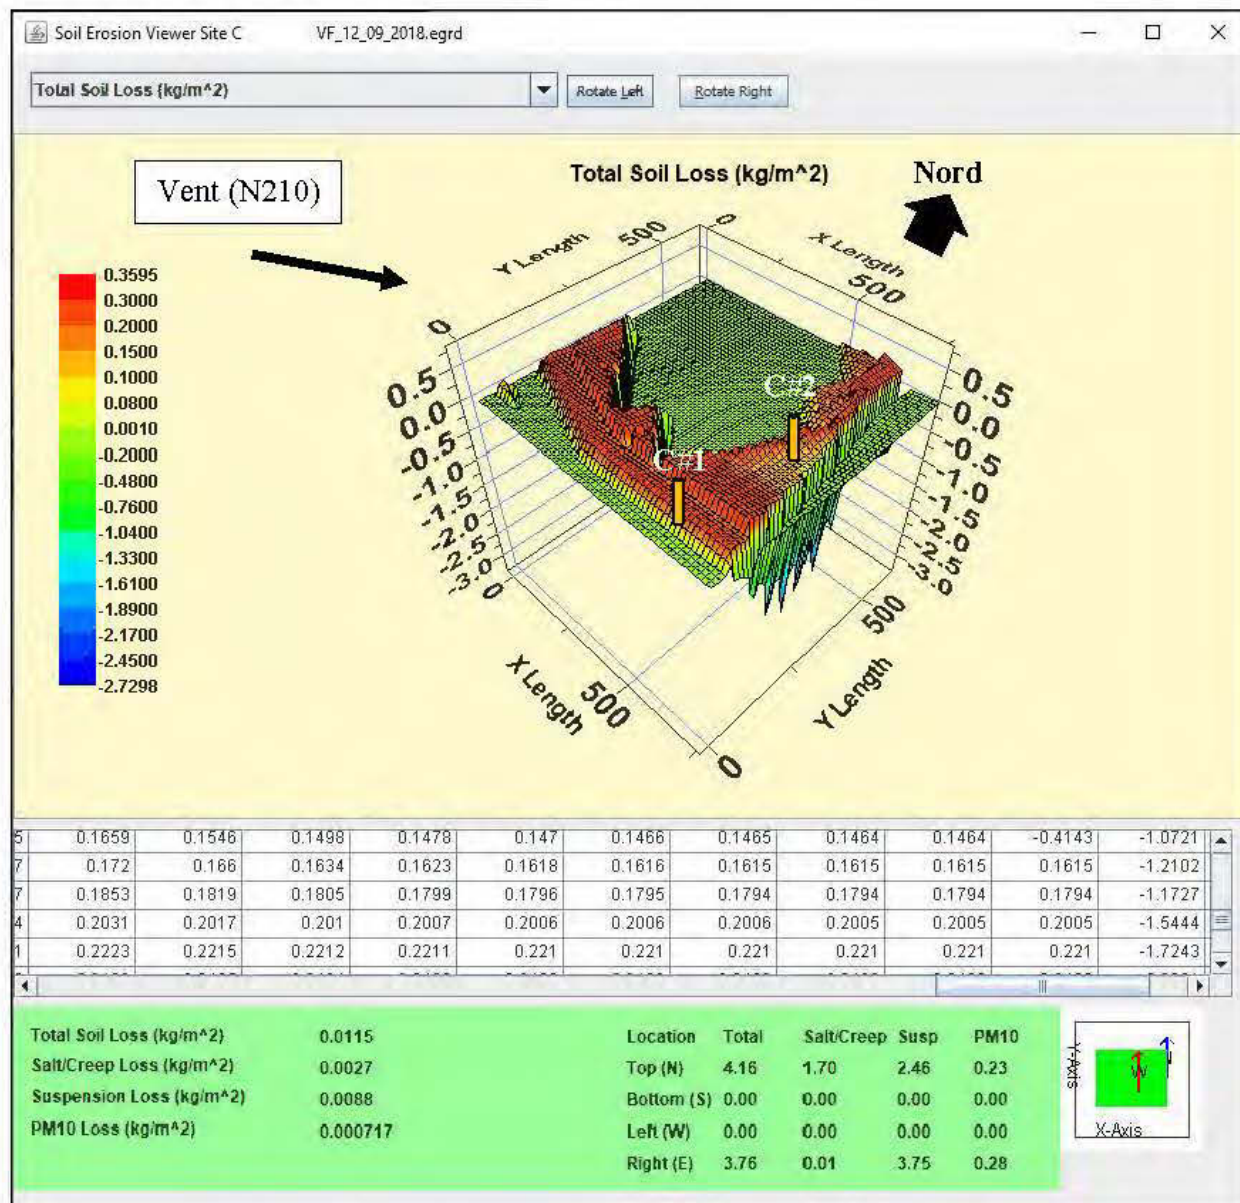 Soil Erosion Viewer Site C VF_12_09_2018.egrd
Total Soil Loss (kg/m^2) Rotate Left Rotate Right
Vent (N210)
Total Soil Loss (kg/m^2)
Nord
0.3595
0.3000
0.2000
0.1500
0.1000
0.0800
0.0010
-0.2000
-0.4800
-0.7600
-1.0400
-1.3300
-1.6100
-1.8900
-2.1700
-2.4500
-2.7298
Y Length
500
0
X Length
500
0
0.5
0.0
-0.5
-1.0
-1.5
-2.0
-2.5
-3.0
0.5
0.0
-0.5
-1.0
-1.5
-2.0
-2.5
-3.0
C#2
C#1
0
X Length
500
500
Y Length
0
5 0.1659 0.1546 0.1498 0.1478 0.147 0.1466 0.1465 0.1464 0.1464 -0.4143 -1.0721
7 0.172 0.166 0.1634 0.1623 0.1618 0.1616 0.1615 0.1615 0.1615 0.1615 -1.2102
7 0.1853 0.1819 0.1805 0.1799 0.1796 0.1795 0.1794 0.1794 0.1794 0.1794 -1.1727
4 0.2031 0.2017 0.201 0.2007 0.2006 0.2006 0.2006 0.2005 0.2005 0.2005 -1.5444
1 0.2223 0.2215 0.2212 0.2211 0.221 0.221 0.221 0.221 0.221 0.221 -1.7243
Total Soil Loss (kg/m^2) 0.0115
Salt/Creep Loss (kg/m^2) 0.0027
Suspension Loss (kg/m^2) 0.0088
PM10 Loss (kg/m^2) 0.000717
Location Total Salt/Creep Susp PM10
Top (N) 4.16 1.70 2.46 0.23
Bottom (S) 0.00 0.00 0.00 0.00
Left (W) 0.00 0.00 0.00 0.00
Right (E) 3.76 0.01 3.75 0.28
Y-Axis
W
X-Axis